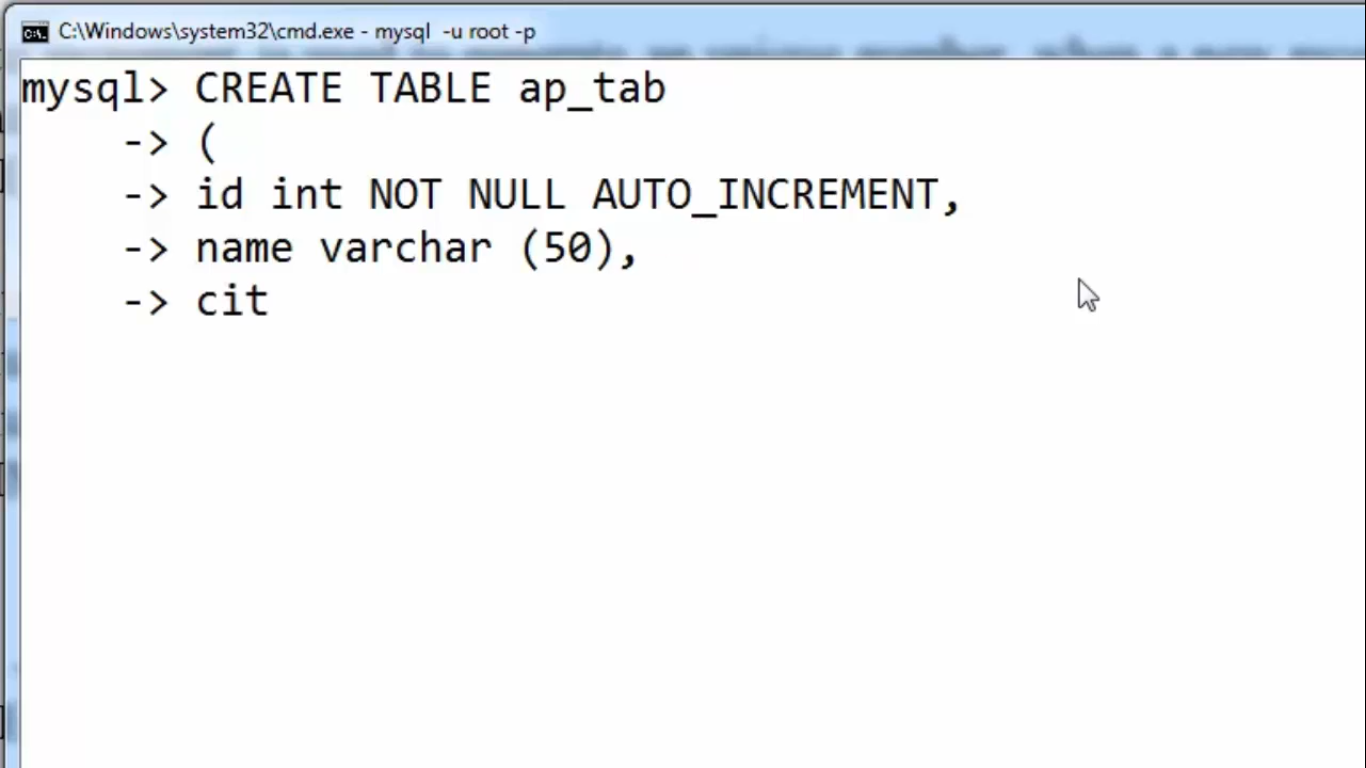 C:\Windows\system32\cmd.exe - mysql  -u root -p
mysql> CREATE TABLE ap_tab
    -> (
    -> id int NOT NULL AUTO_INCREMENT,
    -> name varchar (50),
    -> cit